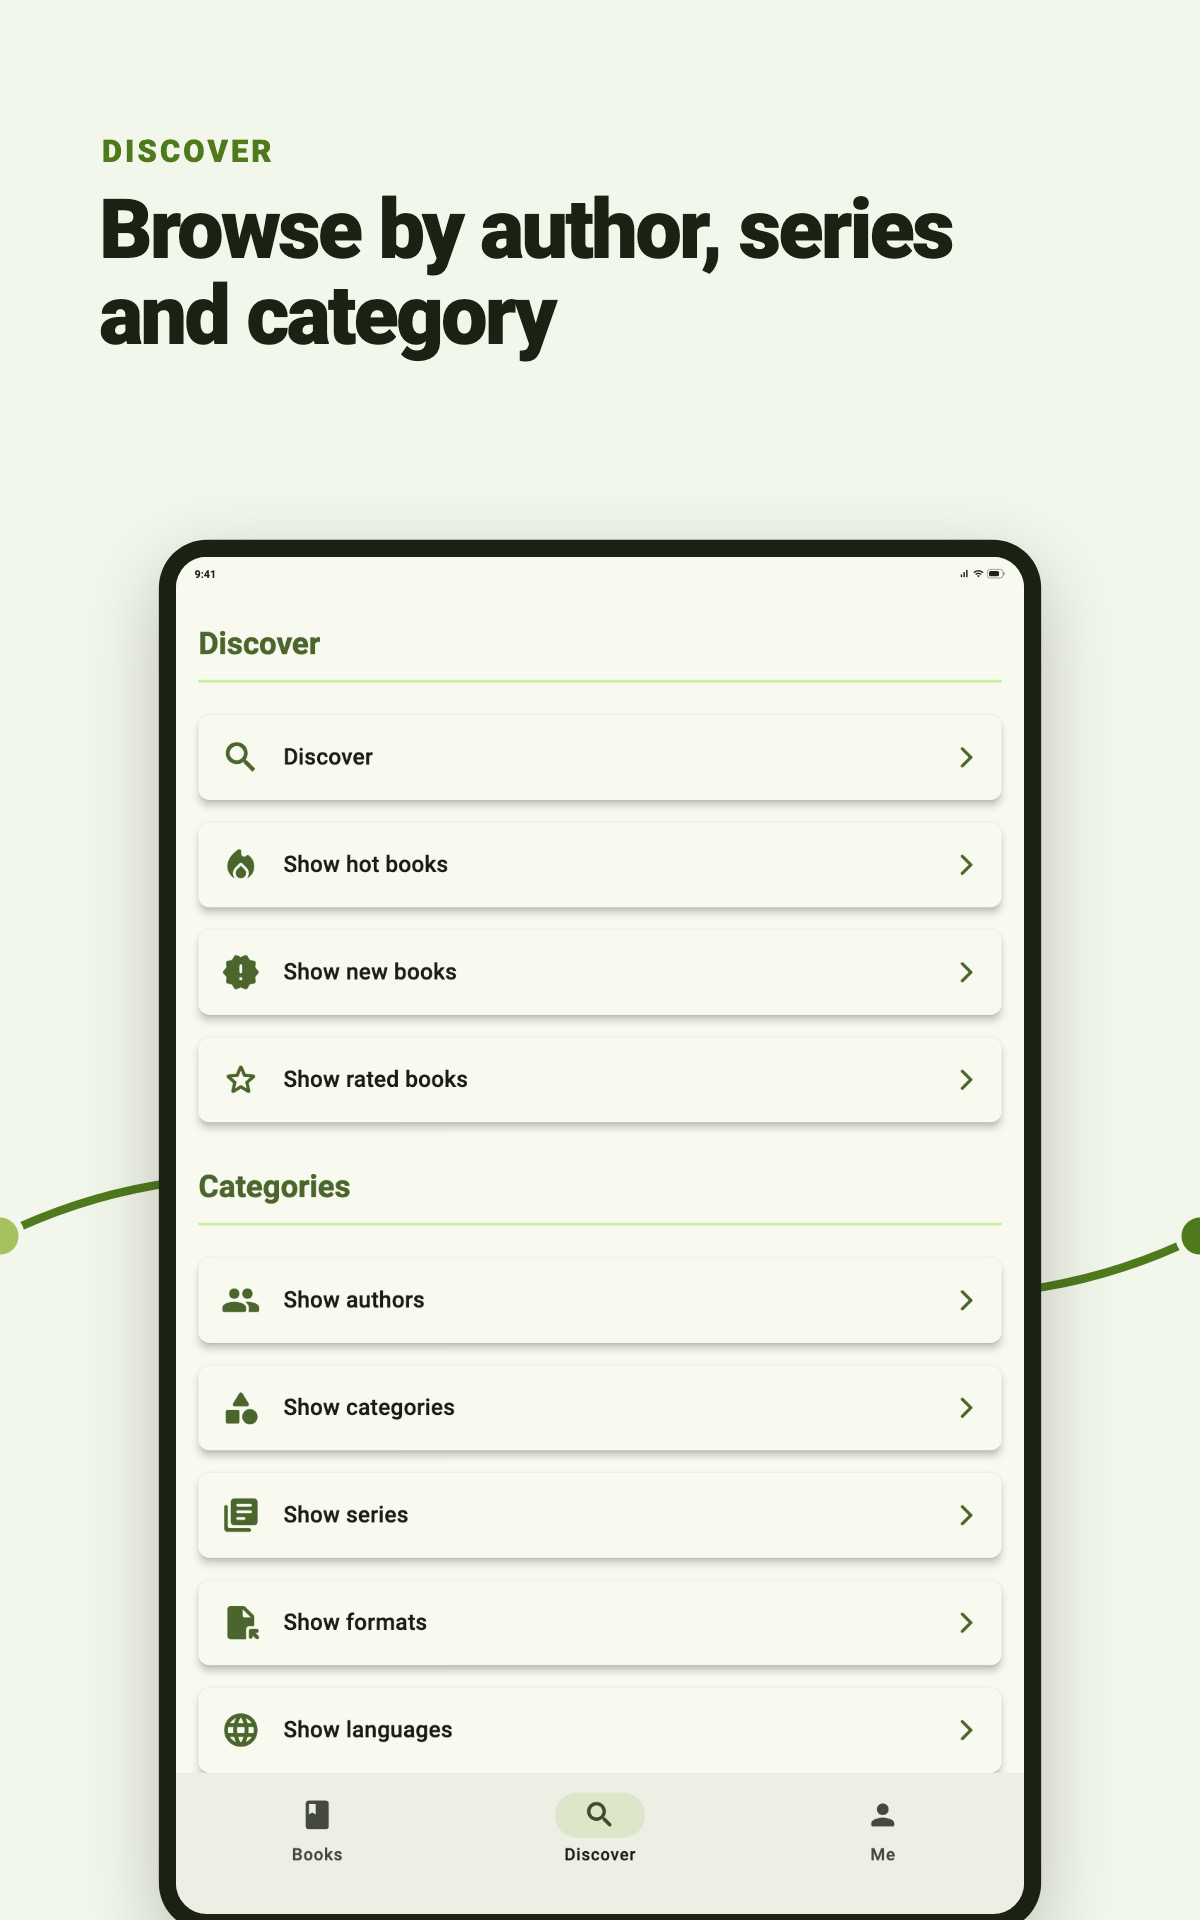 DISCOVER
Browse by author, series
and category
9:41
Discover
Discover
Show hot books
Show new books
Show rated books
Categories
Show authors
Show categories
Show series
Show formats
Show languages
Books
Discover
Me